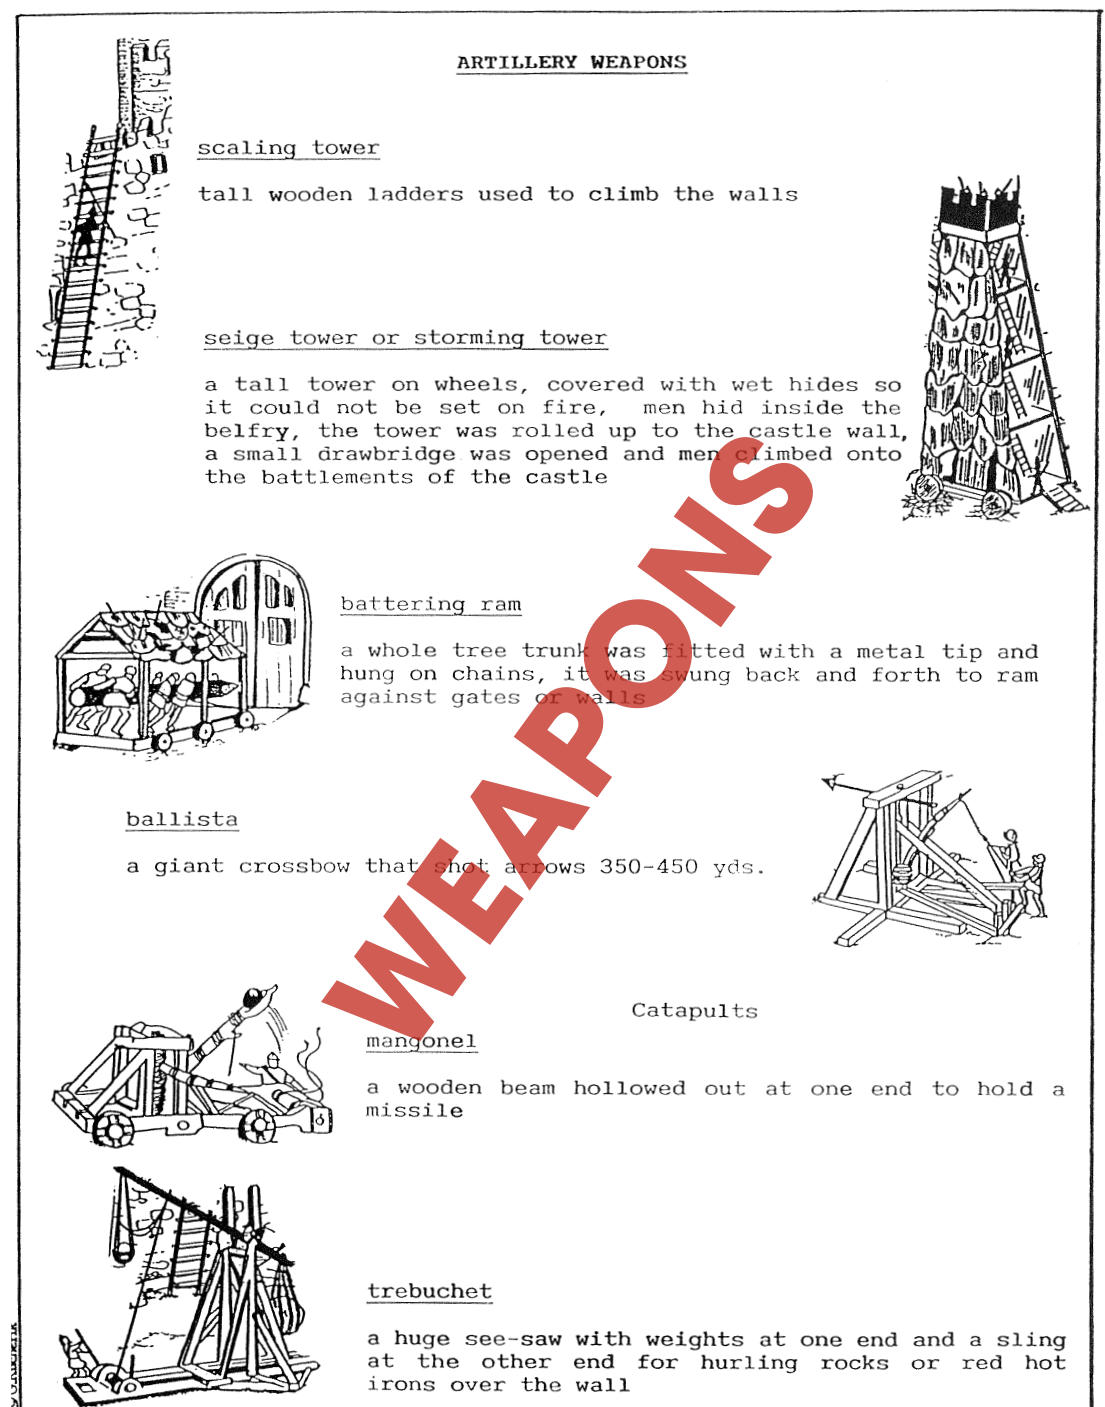 ARTILLERY WEAPONS
scaling tower
tall wooden ladders used to climb the walls
seige tower or storming tower
a tall tower on wheels, covered with wet hides so
it could not be set on fire, men hid inside the
belfry, the tower was rolled up to the castle wall,
a small drawbridge was opened and men climbed onto
the battlements of the castle
battering ram
a whole tree trunk was fitted with a metal tip and
hung on chains, it was swung back and forth to ram
against gates or walls
ballista
a giant crossbow that shot arrows 350-450 yds.
Catapults
mangonel
a wooden beam hollowed out at one end to hold a
missile
trebuchet
a huge see-saw with weights at one end and a sling
at the other end for hurling rocks or red hot
irons over the wall
WEAPONS